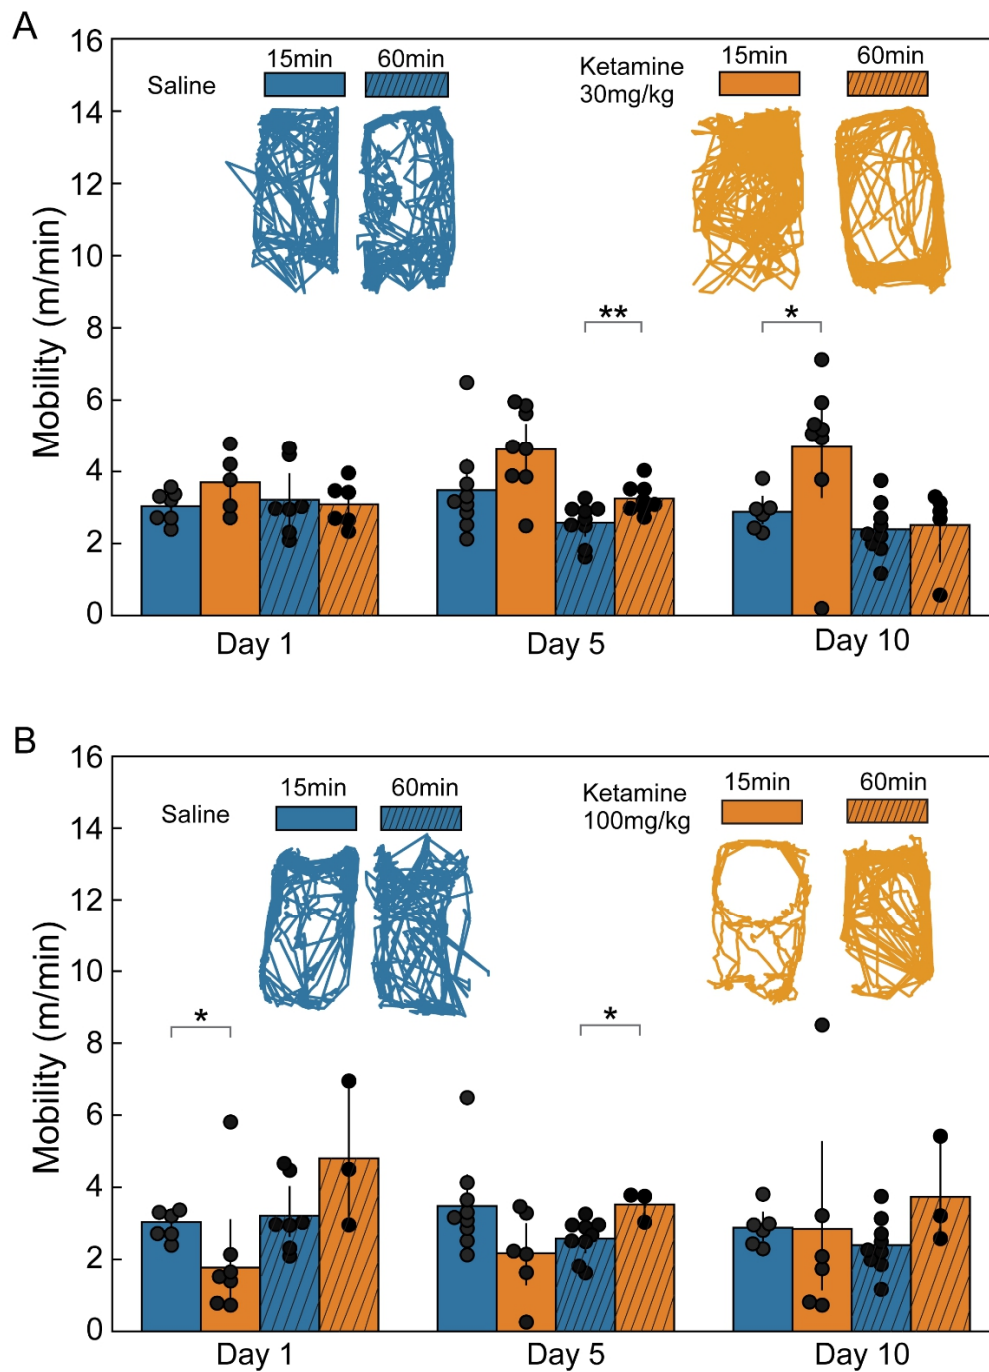 A
16
14
12
10
8
6
4
2
0
Mobility (m/min)
Saline
15min 60min
Ketamine
30mg/kg
15min 60min
**
*
Day 1 Day 5 Day 10
B
16
14
12
10
8
6
4
2
0
Mobility (m/min)
Saline
15min 60min
Ketamine
100mg/kg
15min 60min
*
*
Day 1 Day 5 Day 10